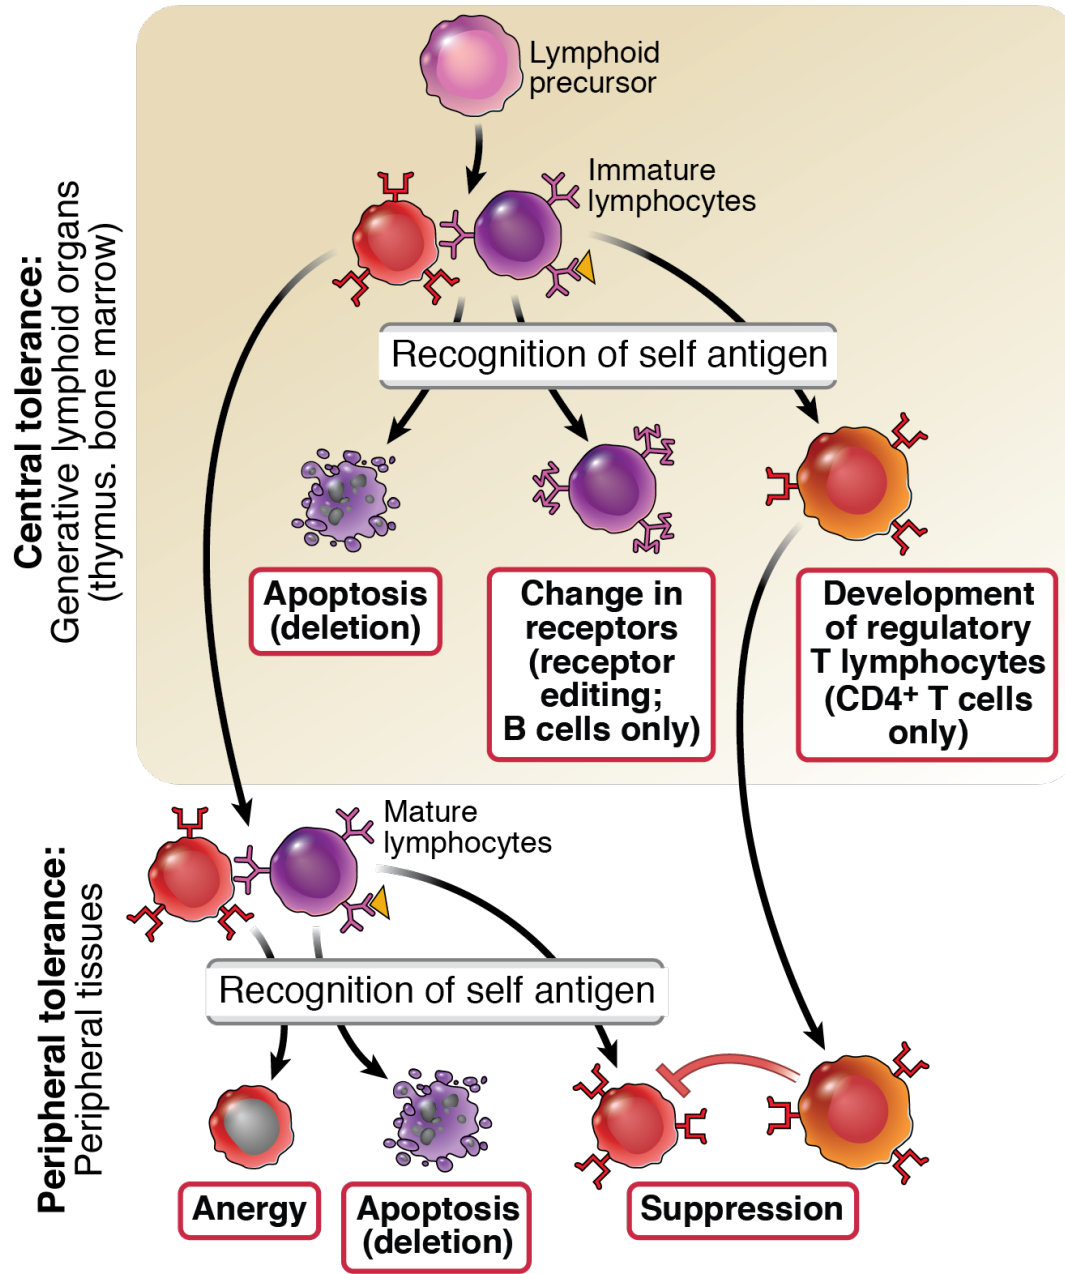 Lymphoid
precursor
Immature
lymphocytes
Central tolerance:
Generative lymphoid organs
(thymus. bone marrow)
Recognition of self antigen
Apoptosis
(deletion)
Change in
receptors
(receptor
editing;
B cells only)
Development
of regulatory
T lymphocytes
(CD4+ T cells
only)
Mature
lymphocytes
Peripheral tolerance:
Peripheral tissues
Recognition of self antigen
Anergy
Apoptosis
(deletion)
Suppression